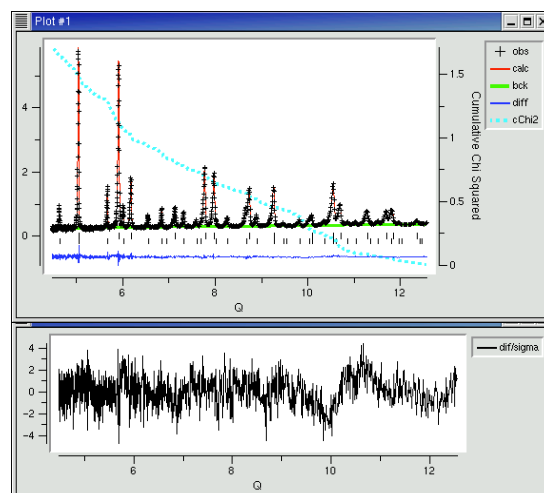 Plot #1
obs
calc
bck
diff
cChi2
4
2
0
1.5
1
0.5
0
Cumulative Chi Squared
6
8
10
12
Q
4
2
0
−2
−4
dif/sigma
6
8
10
12
Q